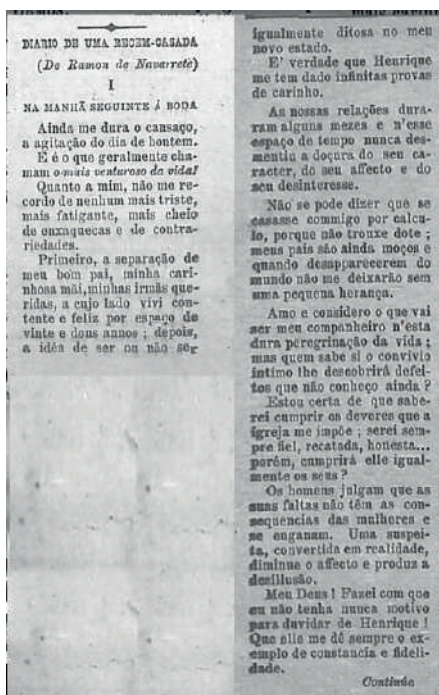 DIARIO DE UMA RECEM-CASADA
(De Ramon de Navarrete)
I
NA MANHÃ SEGUINTE Á BODA
Ainda me dura o cansaço,
a agitação do dia de hontem.
E é o que geralmente cha-
mam o mais venturoso da vida!
Quanto a mim, não me re-
cordo de nenhum mais triste,
mais fatigante, mais cheio
de enxaquecas e de contra-
riedades.
Primeiro, a separação de
meu bom pai, minha cari-
nhosa mãi, minhas irmãs que-
ridas, a cujo lado vivi con-
tente e feliz por espaço de
vinte e dous annos; depois,
a idéa de ser ou não ser
igualmente ditosa no meu
novo estado.
E' verdade que Henrique
me tem dado infinitas provas
de carinho.
As nossas relações dura-
ram alguns mezes e n'esse
espaço de tempo nunca des-
mentiu a doçura do seu ca-
racter, do seu affecto e do
seu desinteresse.
Não se pode dizer que se
casasse commigo por calcu-
lo, porque não trouxe dote;
meus pais são ainda moços e
quando desapparecerem do
mundo não me deixarão sem
uma pequena herança.
Amo e considero o que vai
ser meu companheiro n'esta
dura peregrinação da vida;
mas quem sabe si o convivio
intimo lhe descobrirá defei-
tos que não conheço ainda?
Estou certa de que sabe-
rei cumprir os deveres que a
igreja me impõe; serei sem-
pre fiel, recatada, honesta...
porém, cumprirá elle igual-
mente os seus?
Os homens julgam que as
suas faltas não têm as con-
sequencias das mulheres e
se enganam. Uma suspei-
ta, convertida em realidade,
diminue o affecto e produz a
desillusão.
Meu Deus! Fazei com que
eu não tenha nunca motivo
para duvidar de Henrique!
Que elle me dê sempre o ex-
emplo de constancia e fideli-
dade.
Continúa